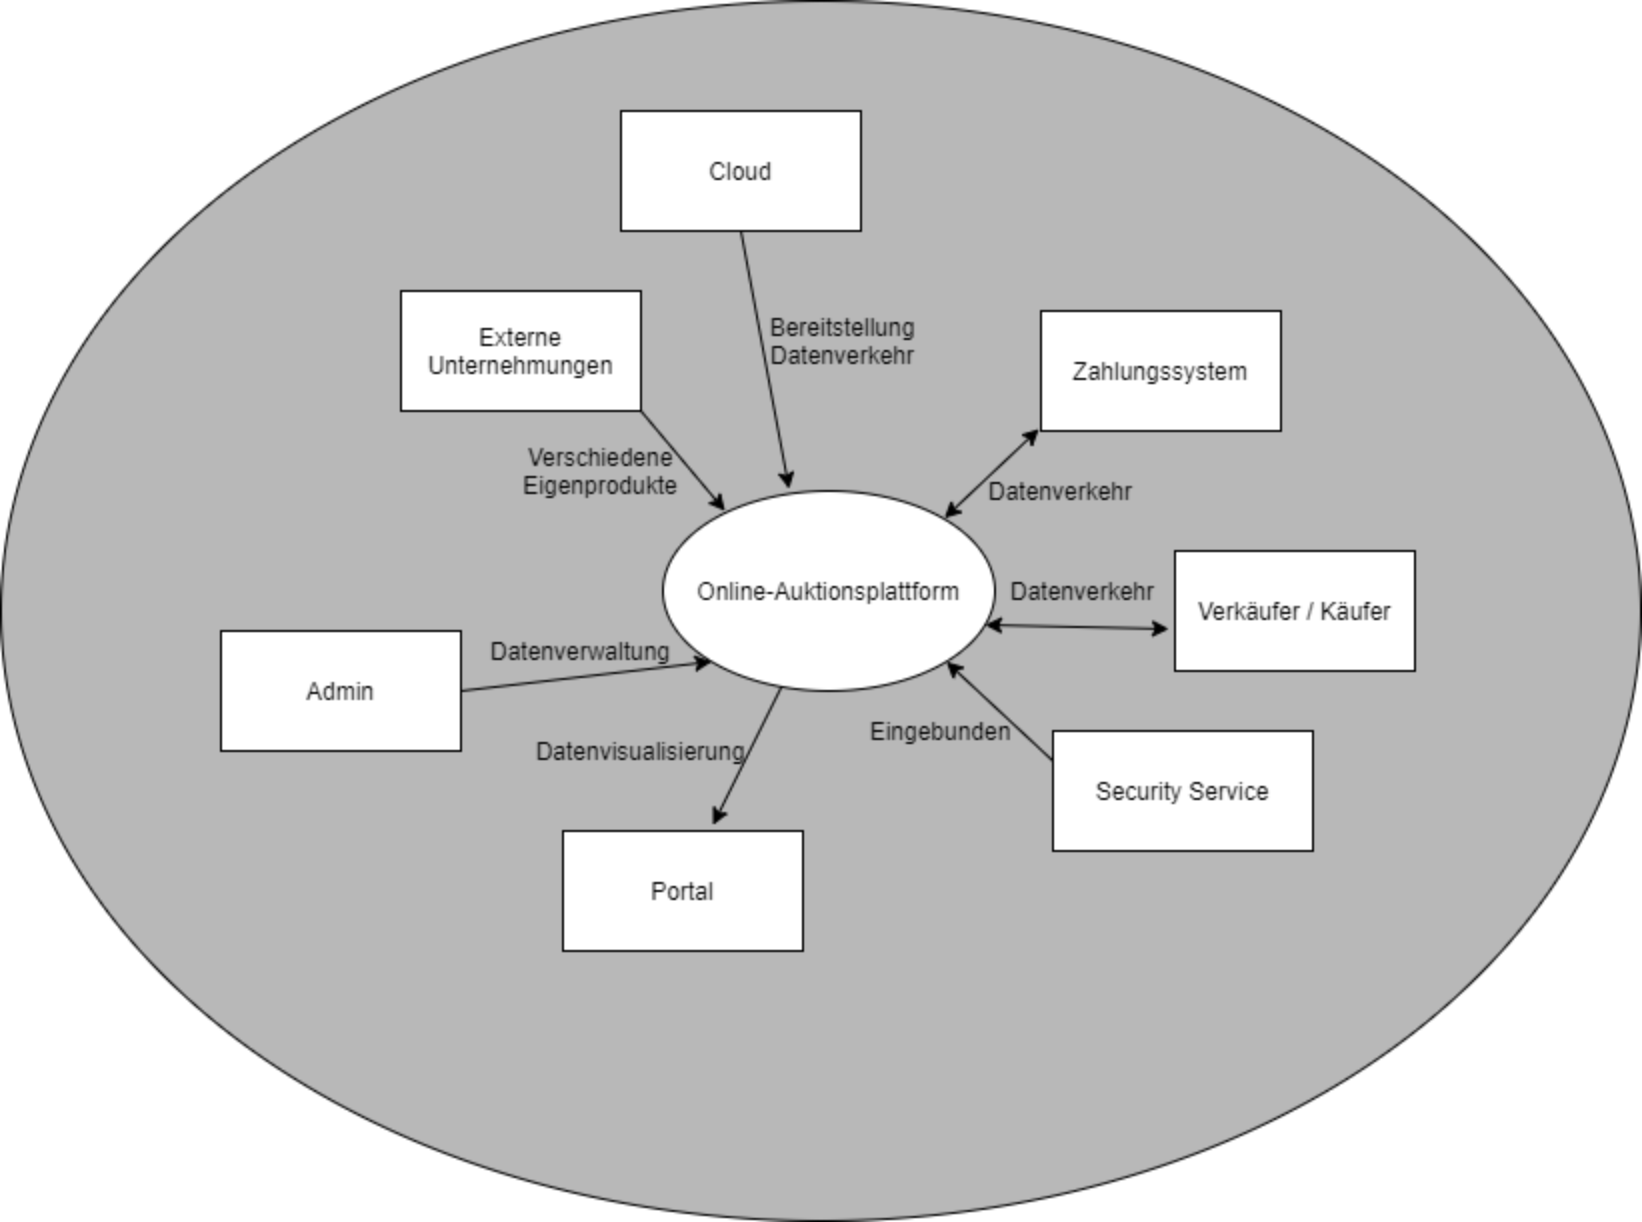 Cloud
Externe
Unternehmungen
Bereitstellung
Datenverkehr
Zahlungssystem
Verschiedene
Eigenprodukte
Datenverkehr
Online-Auktionsplattform
Datenverkehr
Verkäufer / Käufer
Datenverwaltung
Admin
Eingebunden
Datenvisualisierung
Security Service
Portal